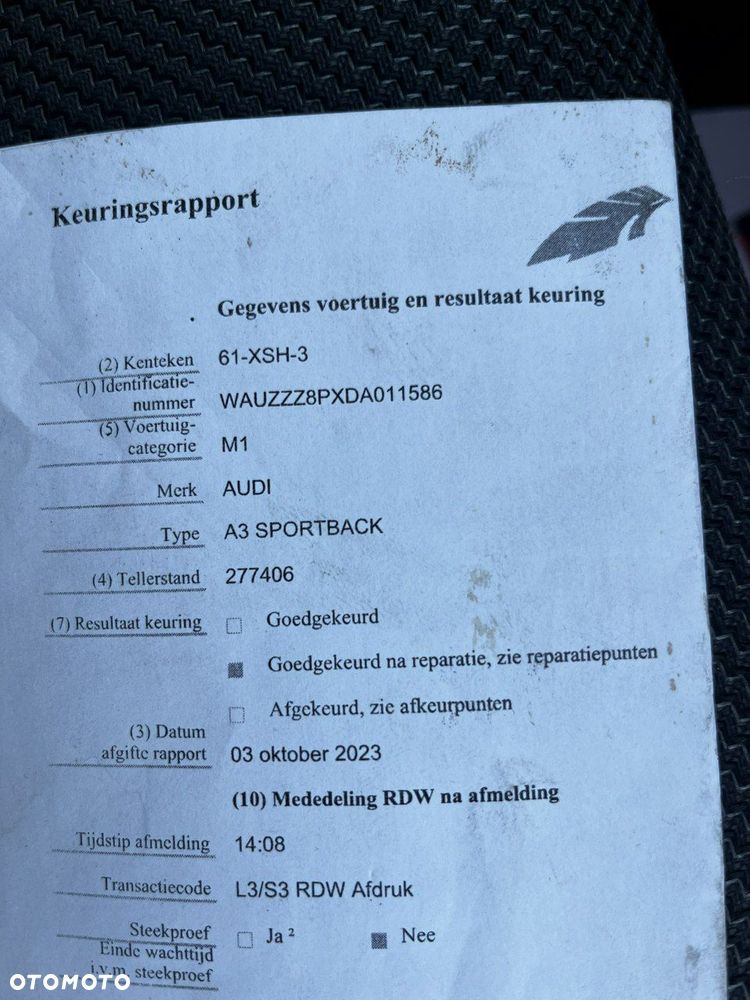 Keuringsrapport
Gegevens voertuig en resultaat keuring
(2) Kenteken 61-XSH-3
(1) Identificatie-
nummer WAUZZZ8PXDA011586
(5) Voertuig-
categorie M1
Merk AUDI
Type A3 SPORTBACK
(4) Tellerstand 277406
(7) Resultaat keuring Goedgekeurd
Goedgekeurd na reparatie, zie reparatiepunten
Afgekeurd, zie afkeurpunten
(3) Datum
afgifte rapport 03 oktober 2023
(10) Mededeling RDW na afmelding
Tijdstip afmelding 14:08
Transactiecode L3/S3 RDW Afdruk
Steekproef Ja ² Nee
Einde wachttijd
i.v.m. steekproef
OTOMOTO